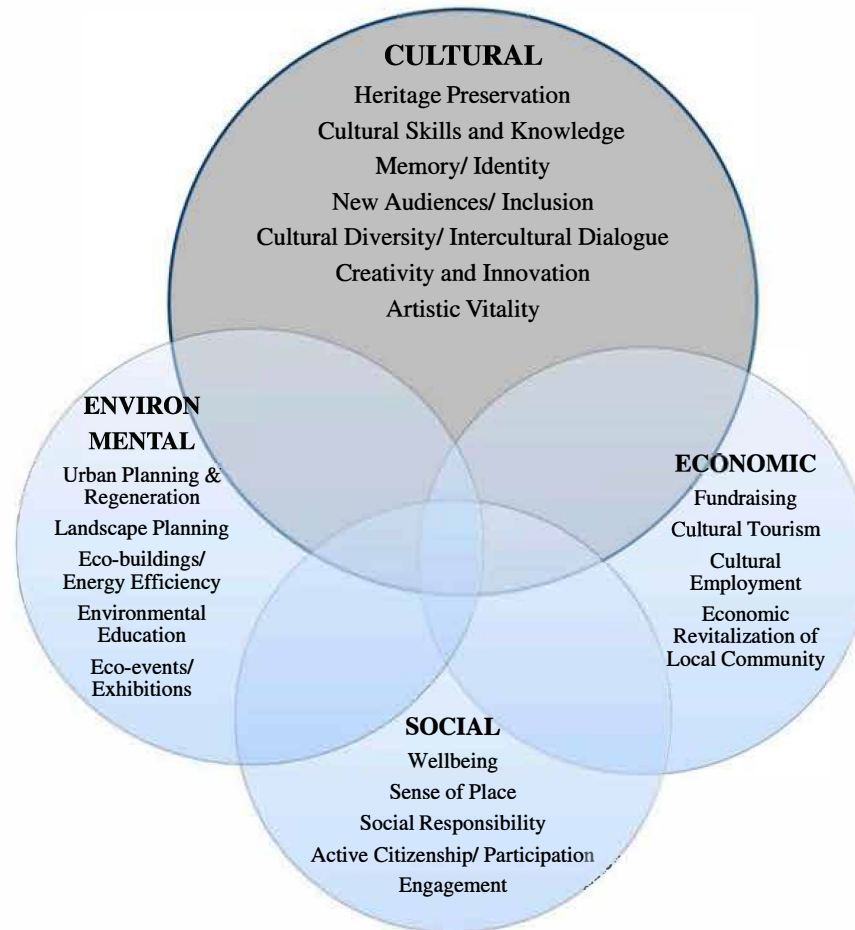 CULTURAL
Heritage Preservation
Cultural Skills and Knowledge
Memory/ Identity
New Audiences/ Inclusion
Cultural Diversity/ Intercultural Dialogue
Creativity and Innovation
Artistic Vitality
ENVIRON
MENTAL
Urban Planning &
Regeneration
Landscape Planning
Eco-buildings/
Energy Efficiency
Environmental
Education
Eco-events/
Exhibitions
ECONOMIC
Fundraising
Cultural Tourism
Cultural
Employment
Economic
Revitalization of
Local Community
SOCIAL
Wellbeing
Sense of Place
Social Responsibility
Active Citizenship/ Participation
Engagement